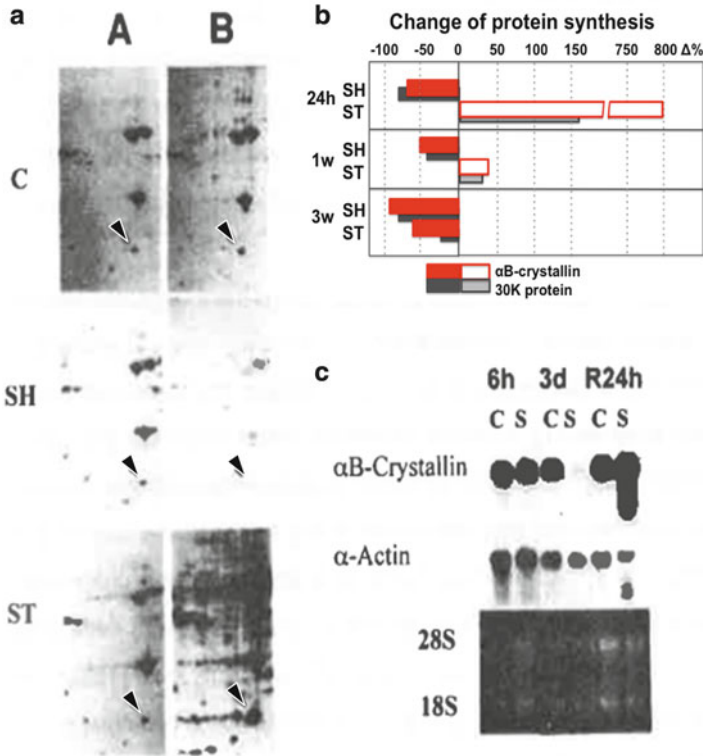 a
A B
C
SH
ST
b
Change of protein synthesis
-100 -50 0 50 100 150 750 800 Δ%
24h SH
ST
1w SH
ST
3w SH
ST
αB-crystallin
30K protein
c
6h 3d R24h
C S C S C S
αB-Crystallin
α-Actin
28S
18S